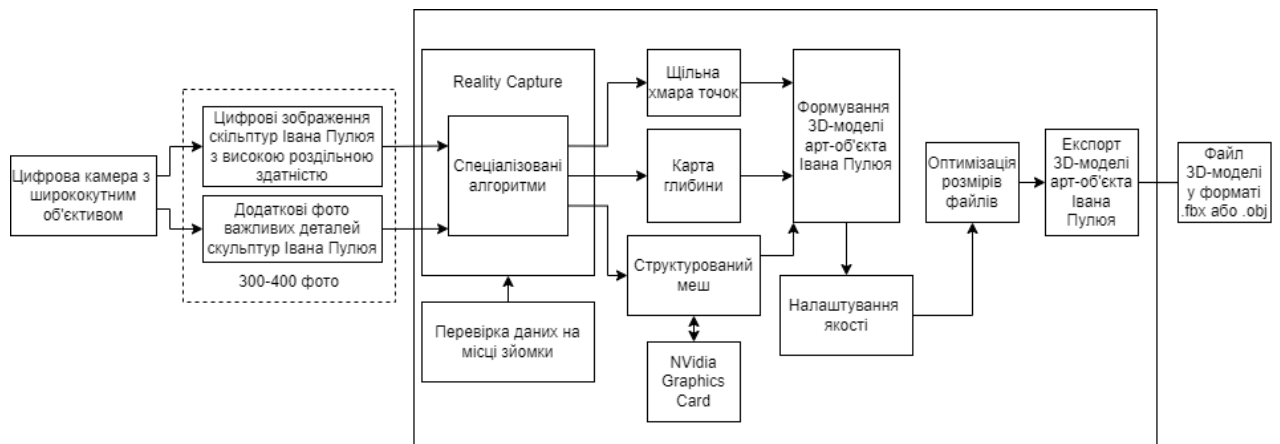 Цифрова камера з
ширококутним
об'єктивом
Цифрові зображення
скільптур Івана Пулюя
з високою роздільною
здатністю
Додаткові фото
важливих деталей
скульптур Івана Пулюя
300-400 фото
Reality Capture
Спеціалізовані
алгоритми
Перевірка даних на
місці зйомки
Щільна
хмара точок
Карта
глибини
Структурований
меш
NVidia
Graphics
Card
Формування
3D-моделі
арт-об'єкта
Івана Пулюя
Налаштування
якості
Оптимізація
розмірів
файлів
Експорт
3D-моделі
арт-об'єкта
Івана
Пулюя
Файл
3D-моделі
у форматі
.fbx або .obj